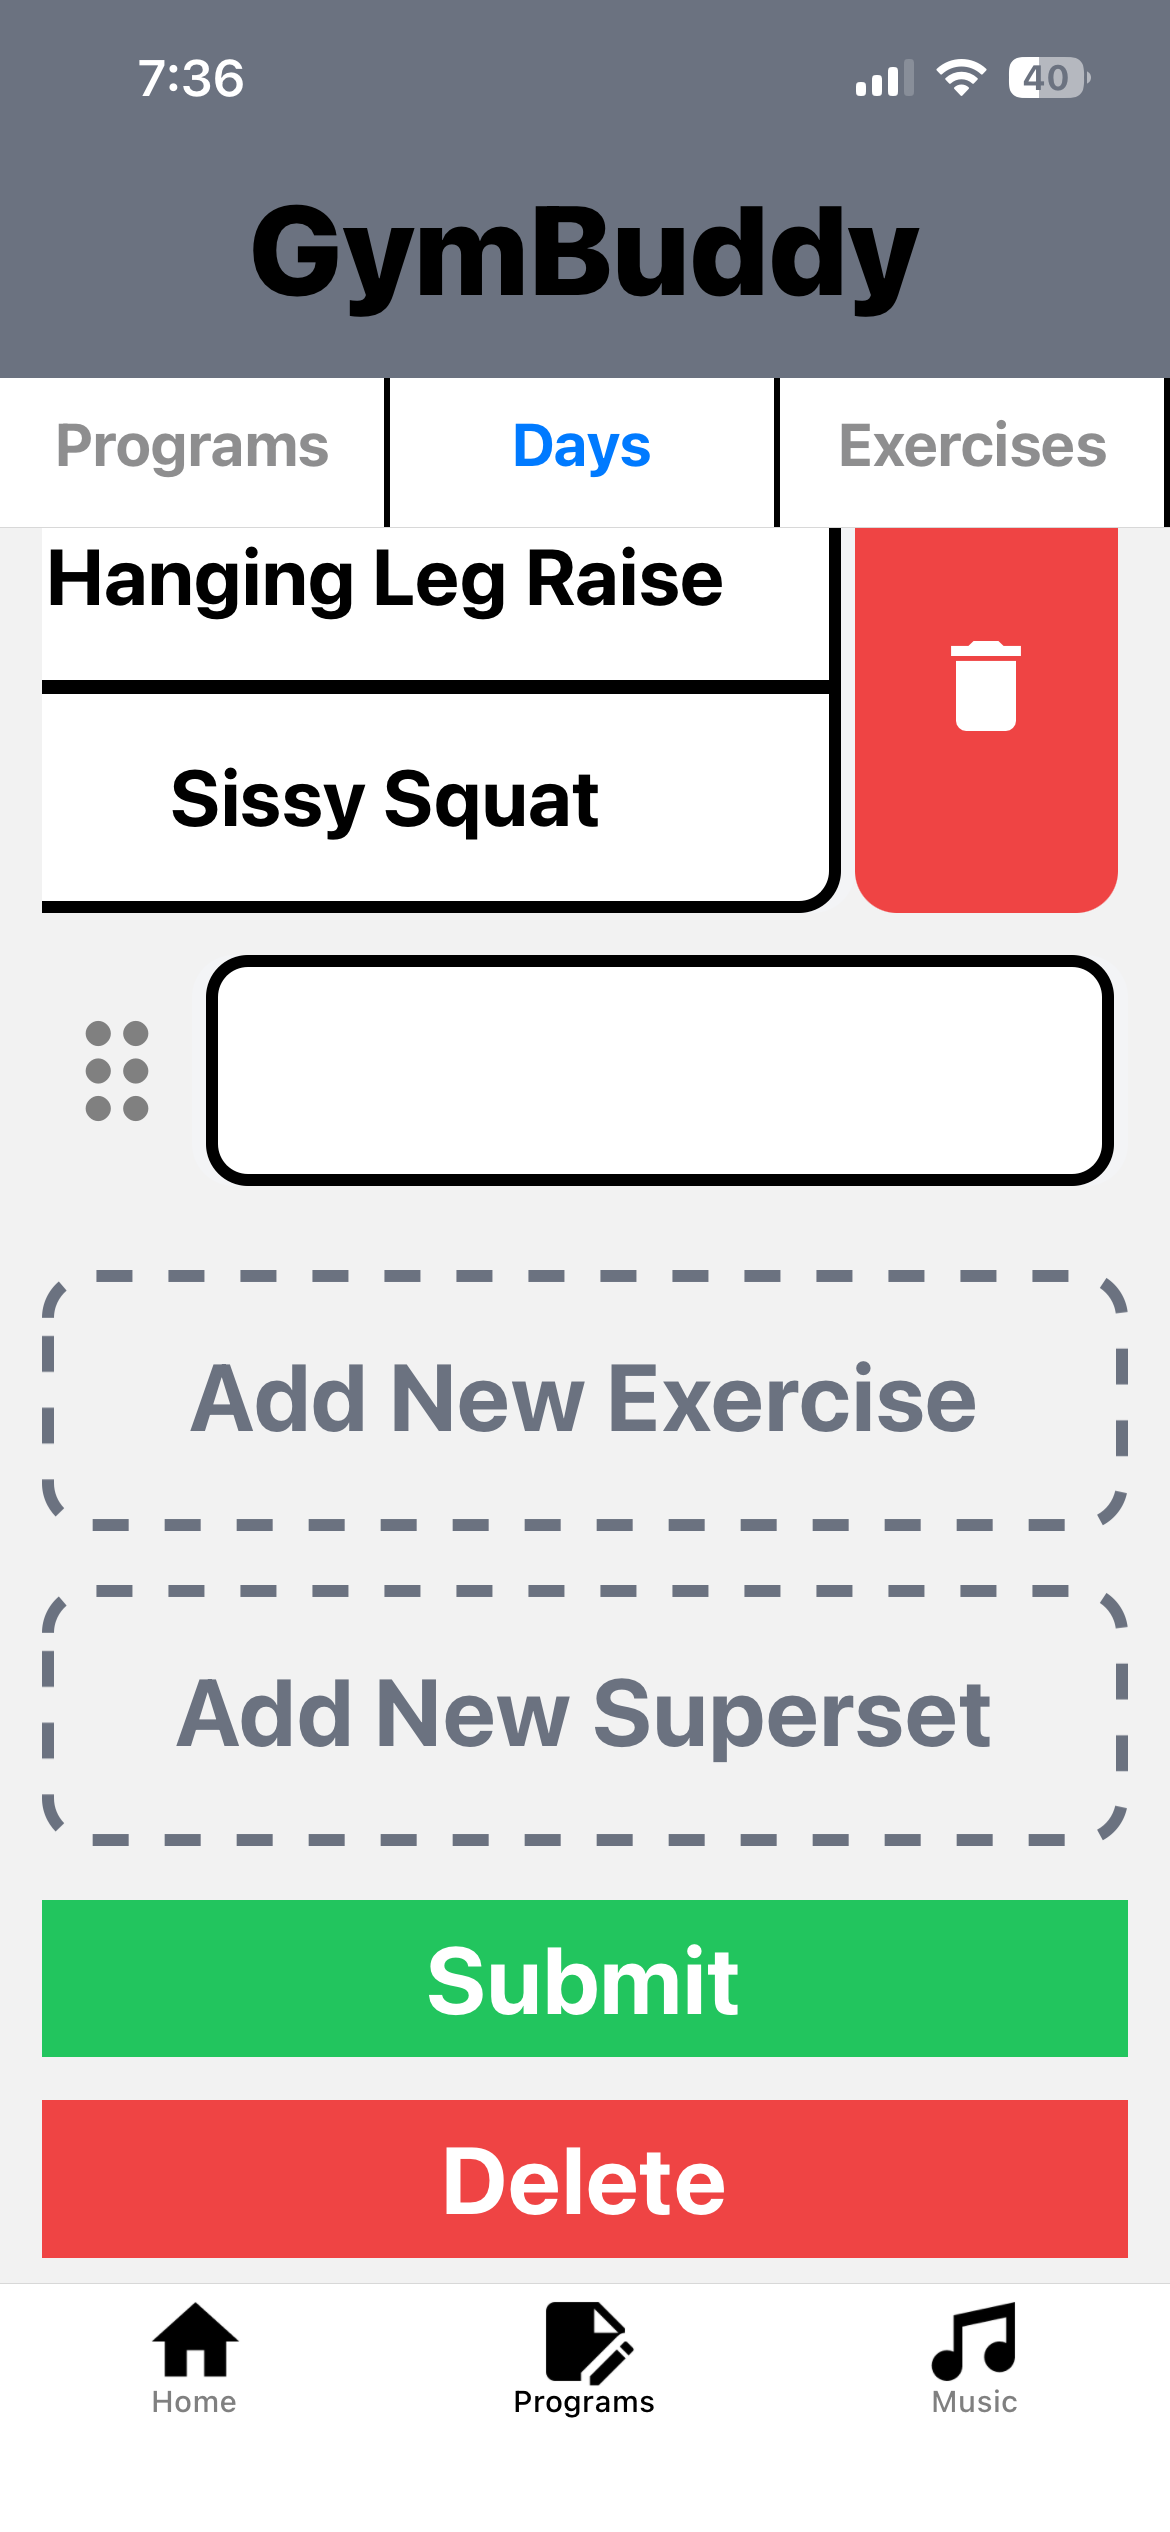 7:36
40
GymBuddy
Programs
Days
Exercises
Hanging Leg Raise
Sissy Squat
Add New Exercise
Add New Superset
Submit
Delete
Home
Programs
Music